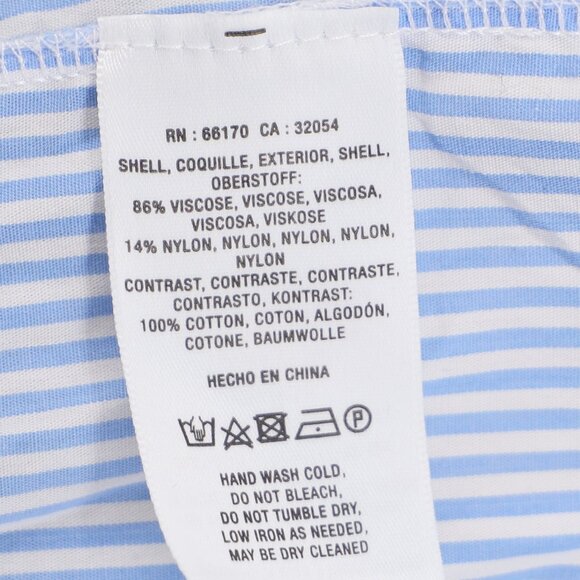 RN : 66170 CA : 32054
SHELL, COQUILLE, EXTERIOR, SHELL,
OBERSTOFF:
86% VISCOSE, VISCOSE, VISCOSA,
VISCOSA, VISKOSE
14% NYLON, NYLON, NYLON, NYLON,
NYLON
CONTRAST, CONTRASTE, CONTRASTE,
CONTRASTO, KONTRAST:
100% COTTON, COTON, ALGODÓN,
COTONE, BAUMWOLLE
HECHO EN CHINA
P
HAND WASH COLD,
DO NOT BLEACH,
DO NOT TUMBLE DRY,
LOW IRON AS NEEDED,
MAY BE DRY CLEANED